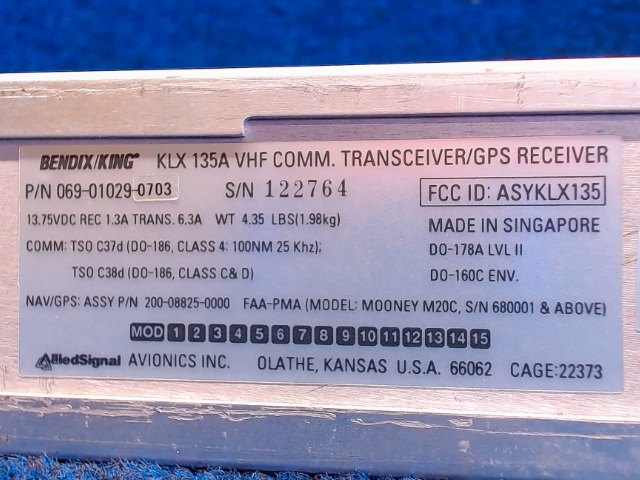 BENDIX/KING® KLX 135A VHF COMM. TRANSCEIVER/GPS RECEIVER
P/N 069-01029-0703 S/N 122764 FCC ID: ASYKLX135
13.75VDC REC 1.3A TRANS. 6.3A WT 4.35 LBS(1.98kg) MADE IN SINGAPORE
COMM: TSO C37d (DO-186, CLASS 4: 100NM 25 Khz); DO-178A LVL II
TSO C38d (DO-186, CLASS C& D) DO-160C ENV.
NAV/GPS: ASSY P/N 200-08825-0000 FAA-PMA (MODEL: MOONEY M20C, S/N 680001 & ABOVE)
MOD 1 2 3 4 5 6 7 8 9 10 11 12 13 14 15
AlliedSignal AVIONICS INC. OLATHE, KANSAS U.S.A. 66062 CAGE:22373